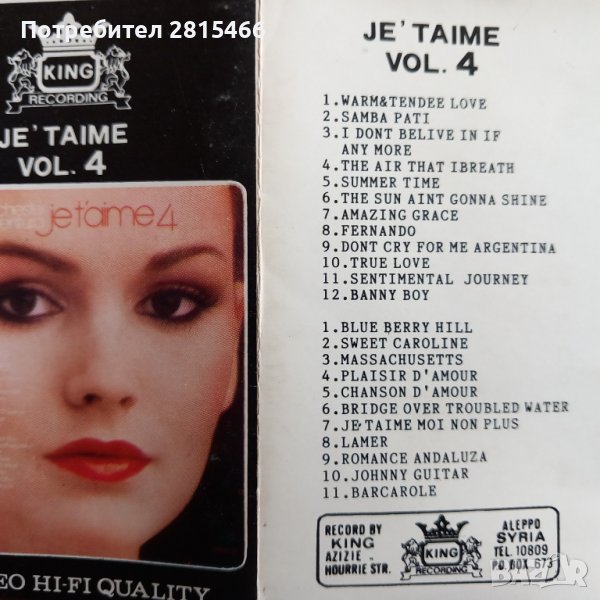 Потребител 2815466
KING
RECORDING
JE' TAIME
VOL. 4
je t'aime 4
EO HI-FI QUALITY
JE' TAIME
VOL. 4
1.WARM&TENDEE LOVE
2.SAMBA PATI
3.I DONT BELIVE IN IF
ANY MORE
4.THE AIR THAT IBREATH
5.SUMMER TIME
6.THE SUN AINT GONNA SHINE
7.AMAZING GRACE
8.FERNANDO
9.DONT CRY FOR ME ARGENTINA
10.TRUE LOVE
11.SENTIMENTAL JOURNEY
12.BANNY BOY
1.BLUE BERRY HILL
2.SWEET CAROLINE
3.MASSACHUSETTS
4.PLAISIR D'AMOUR
5.CHANSON D'AMOUR
6.BRIDGE OVER TROUBLED WATER
7.JE'TAIME MOI NON PLUS
8.LAMER
9.ROMANCE ANDALUZA
10.JOHNNY GUITAR
11.BARCAROLE
RECORD BY
KING
AZIZIE
HOURRIE STR.
KING
RECORDING
ALEPPO
SYRIA
TEL. 10809
P.O. BOX 673